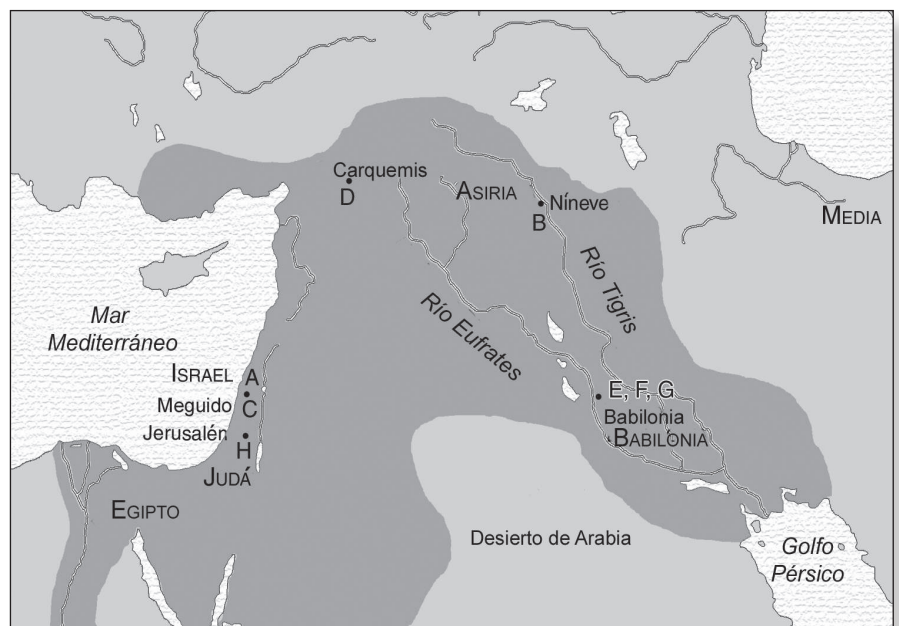 Carquemis
D
ASIRIA
Níneve
B
MEDIA
Río Tigris
Río Eufrates
Mar
Mediterráneo
ISRAEL A
Meguido C
Jerusalén
H
JUDÁ
E, F, G
Babilonia
BABILONIA
EGIPTO
Desierto de Arabia
Golfo
Pérsico